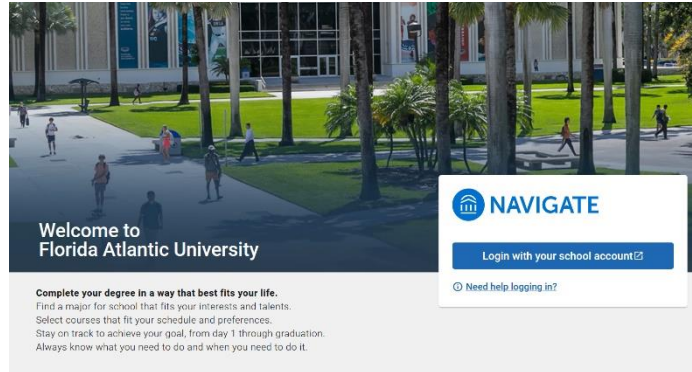 Welcome to
Florida Atlantic University
NAVIGATE
Login with your school account
Need help logging in?
Complete your degree in a way that best fits your life.
Find a major for school that fits your interests and talents.
Select courses that fit your schedule and preferences.
Stay on track to achieve your goal, from day 1 through graduation.
Always know what you need to do and when you need to do it.